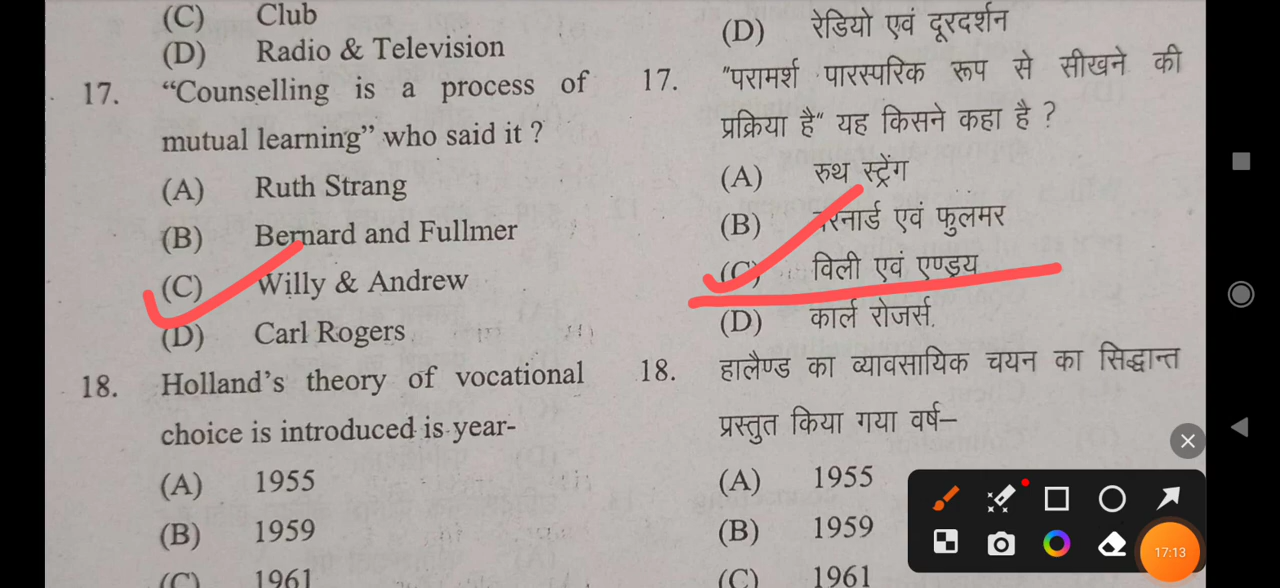 (C) Club
(D) Radio & Television
17. “Counselling is a process of
mutual learning” who said it ?
(A) Ruth Strang
(B) Bernard and Fullmer
(C) Willy & Andrew
(D) Carl Rogers
18. Holland’s theory of vocational
choice is introduced is year-
(A) 1955
(B) 1959
(C) 1961
(D) रेडियो एवं दूरदर्शन
17. "परामर्श पारस्परिक रूप से सीखने की
प्रक्रिया है" यह किसने कहा है ?
(A) रुथ स्ट्रेंग
(B) बरनार्ड एवं फुलमर
(C) विली एवं एण्ड्रय
(D) कार्ल रोजर्स.
18. हालैण्ड का व्यावसायिक चयन का सिद्धान्त
प्रस्तुत किया गया वर्ष–
(A) 1955
(B) 1959
(C) 1961
17:13